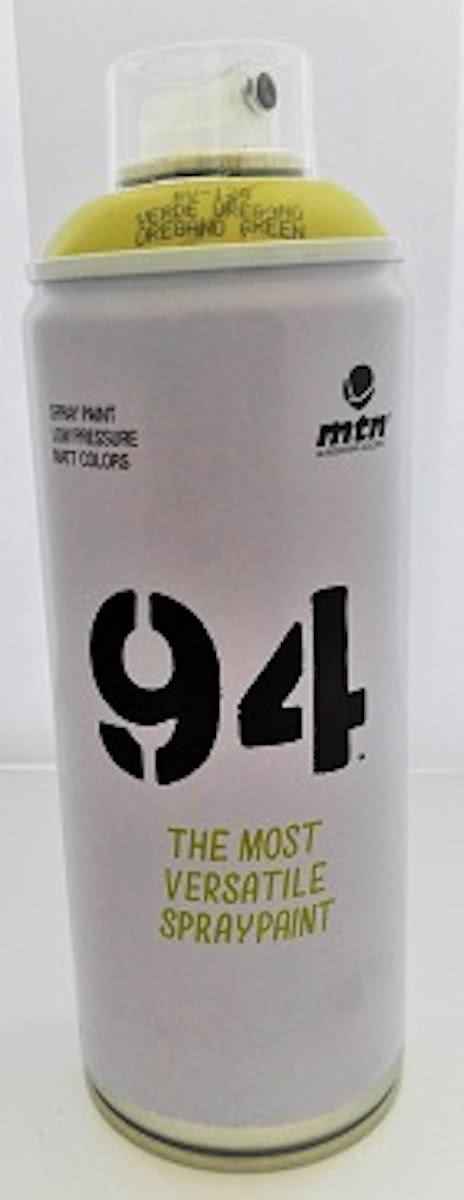 VERDE OREGANO
OREGANO GREEN
SPRAY PAINT
LOW PRESSURE
MATT COLORS
mtn
94
THE MOST
VERSATILE
SPRAYPAINT